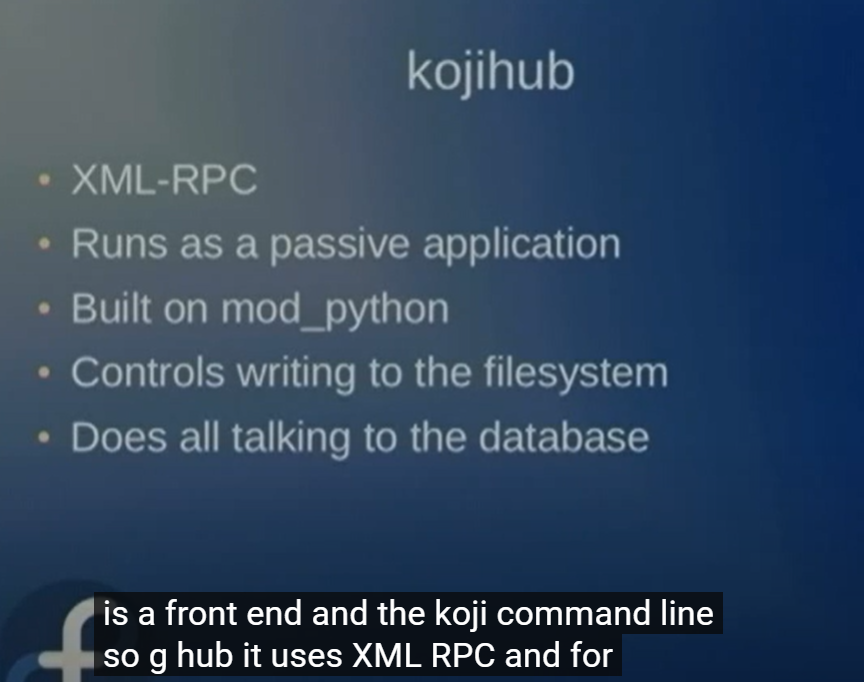 kojihub
• XML-RPC
• Runs as a passive application
• Built on mod_python
• Controls writing to the filesystem
• Does all talking to the database
is a front end and the koji command line
so g hub it uses XML RPC and for